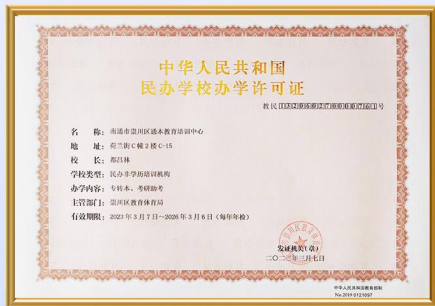 中华人民共和国
民办学校办学许可证
教民
号
名 称： 南通市崇川区通本教育培训中心
地 址： 荷兰街C幢2楼C-15
校 长： 郡昌林
学校类型： 民办非学历培训机构
办学内容： 专转本、考研助考
主管部门： 崇川区教育体育局
有效期限： 2023年3月7日—2026年3月6日（每年年检）
发证机关（章）
二〇二三年三月七日
中华人民共和国教育部制
No.2019 0121097